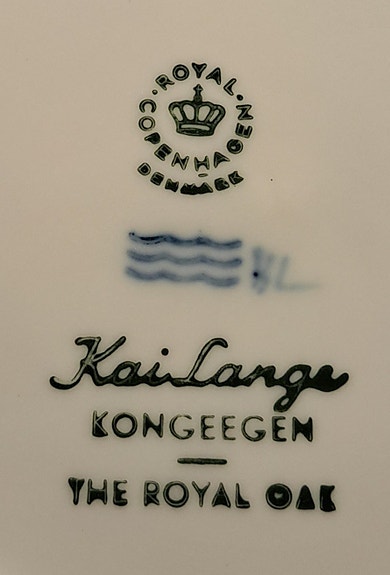 ROYAL
COPENHAGEN
DENMARK
Kai Lange
KONGEEGEN
THE ROYAL OAK